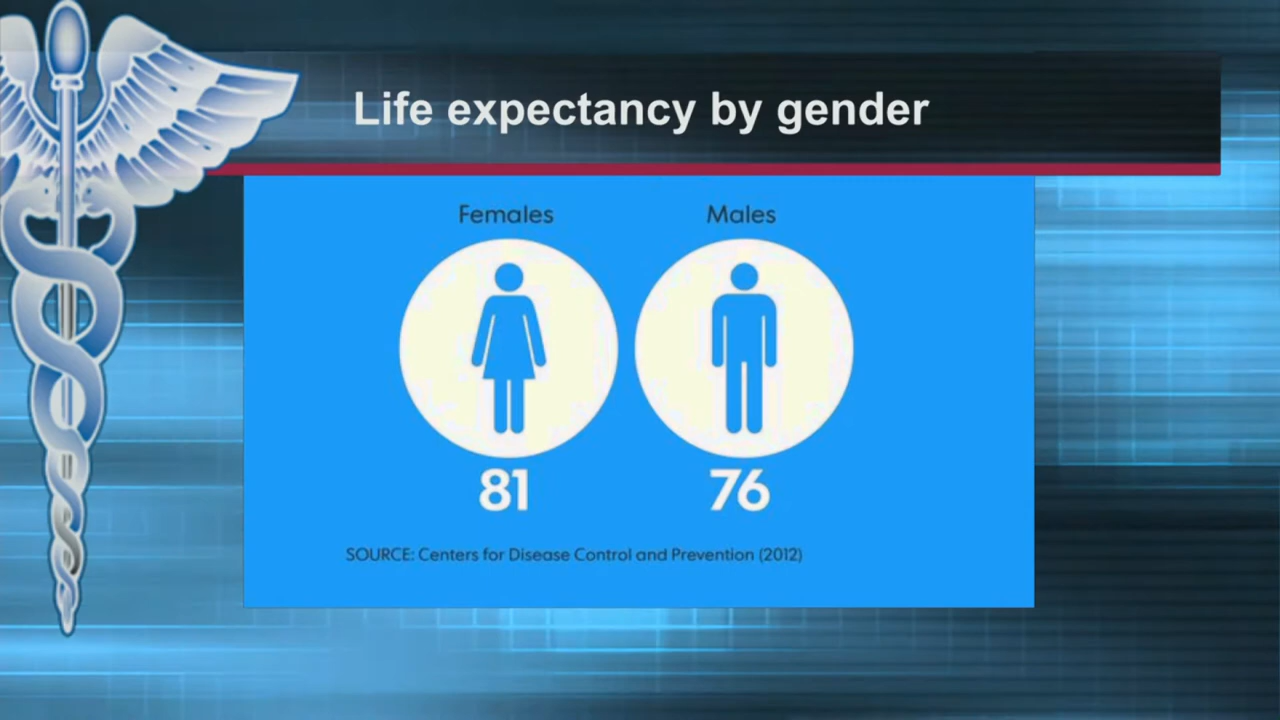 Life expectancy by gender
Females Males
81 76
SOURCE: Centers for Disease Control and Prevention (2012)